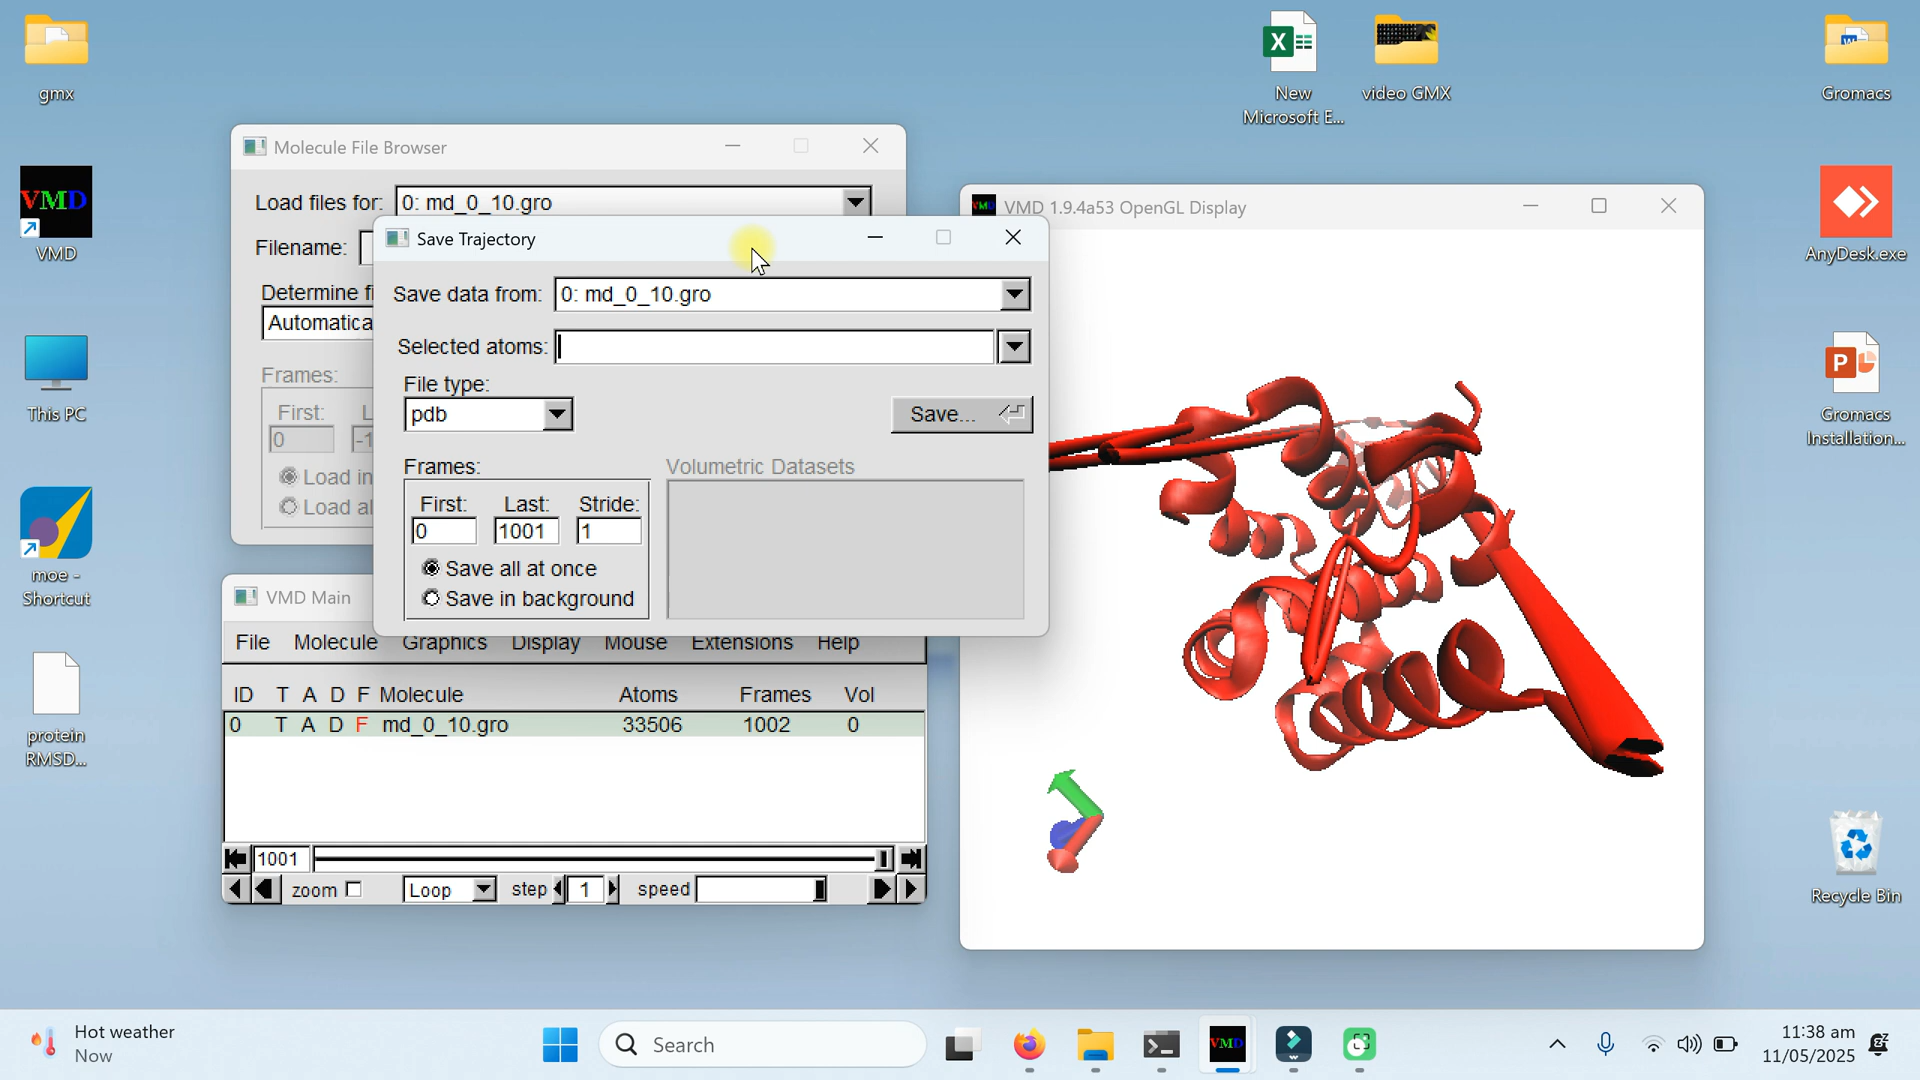 gmx
New
Microsoft E...
video GMX
Gromacs
VMD
VMD
AnyDesk.exe
This PC
Gromacs
Installation...
moe -
Shortcut
protein
RMSD...
Recycle Bin
Molecule File Browser
Load files for: 0: md_0_10.gro
Filename:
Determine fi
Automatica
Frames:
First: L
0 -1
Load in
Load al
Save Trajectory
Save data from: 0: md_0_10.gro
Selected atoms:
File type:
pdb
Save...
Frames:
First: Last: Stride:
0 1001 1
Save all at once
Save in background
Volumetric Datasets
VMD 1.9.4a53 OpenGL Display
VMD Main
File Molecule Graphics Display Mouse Extensions Help
ID T A D F Molecule Atoms Frames Vol
0 T A D F md_0_10.gro 33506 1002 0
1001
zoom Loop step 1 speed
Hot weather
Now
Search
VMD
11:38 am
11/05/2025